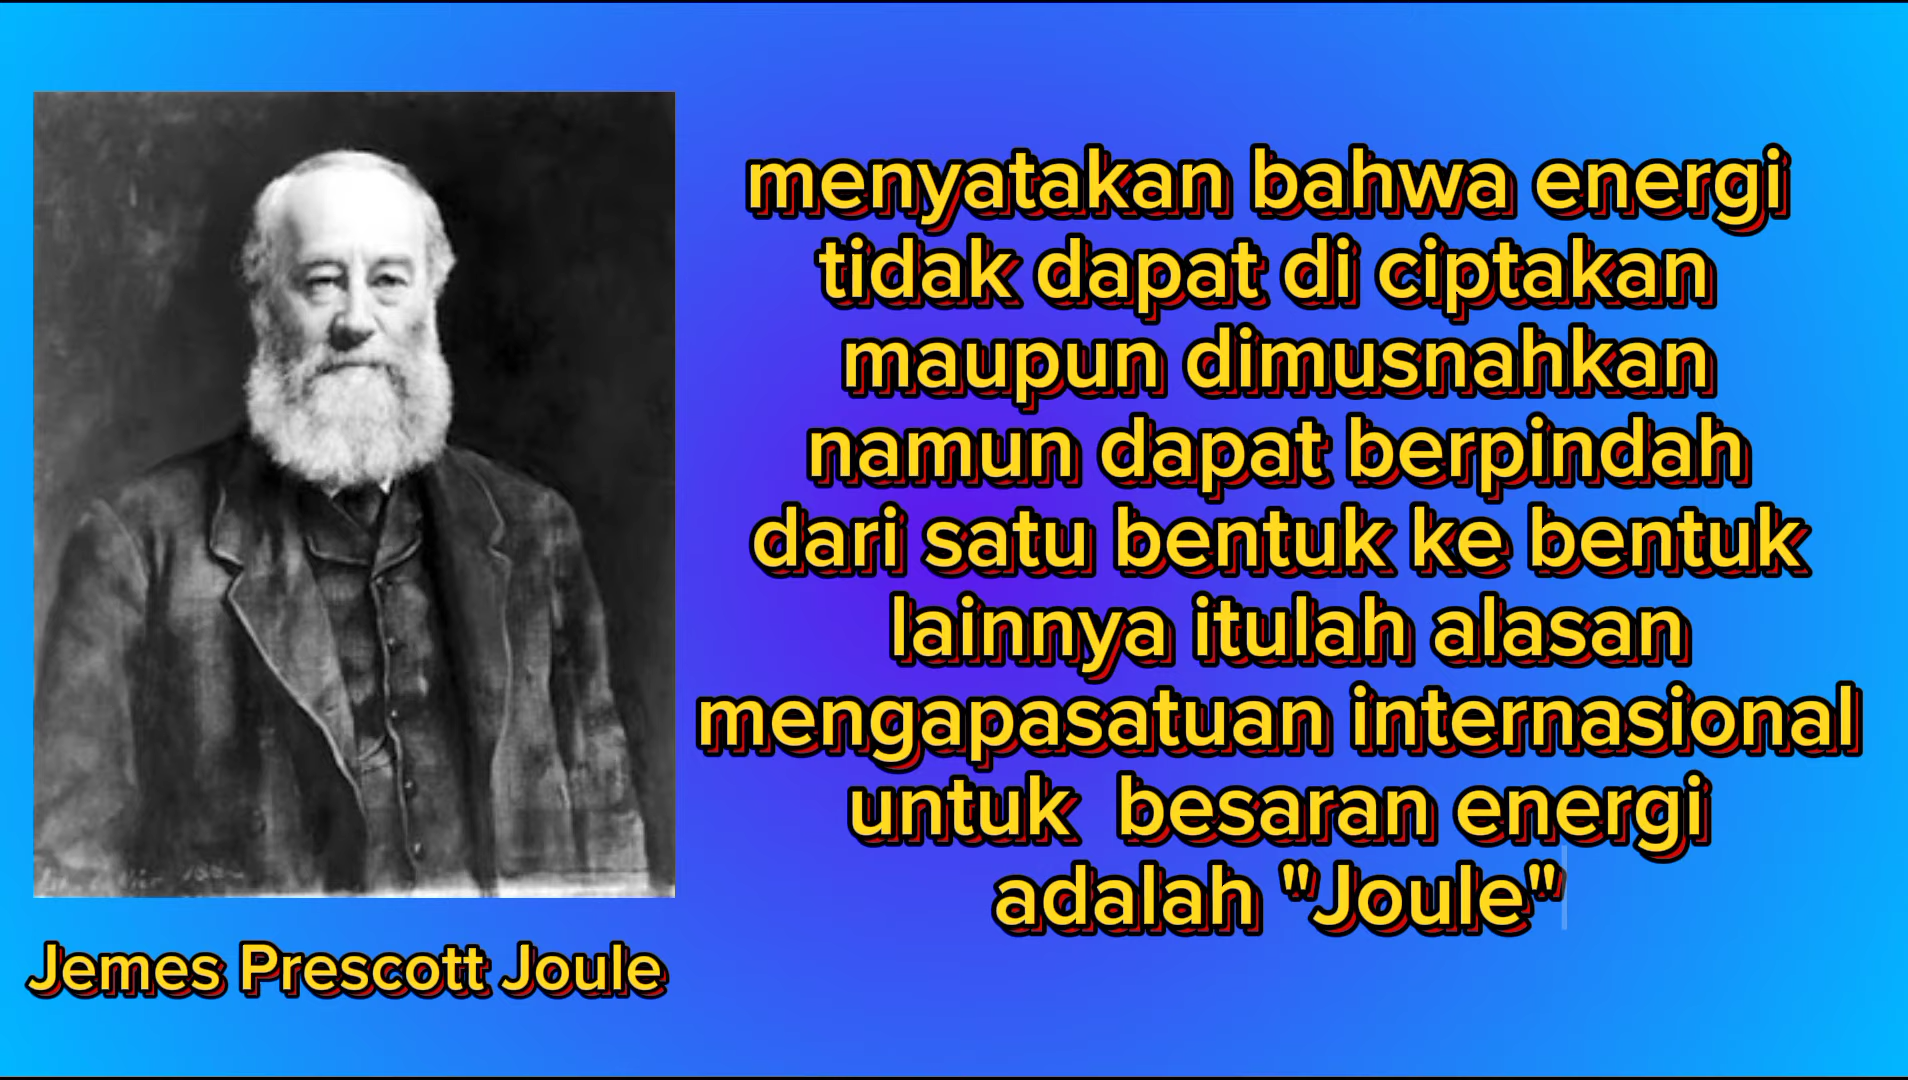 menyatakan bahwa energi
tidak dapat di ciptakan
maupun dimusnahkan
namun dapat berpindah
dari satu bentuk ke bentuk
lainnya itulah alasan
mengapasatuan internasional
untuk  besaran energi
adalah "Joule"
Jemes Prescott Joule